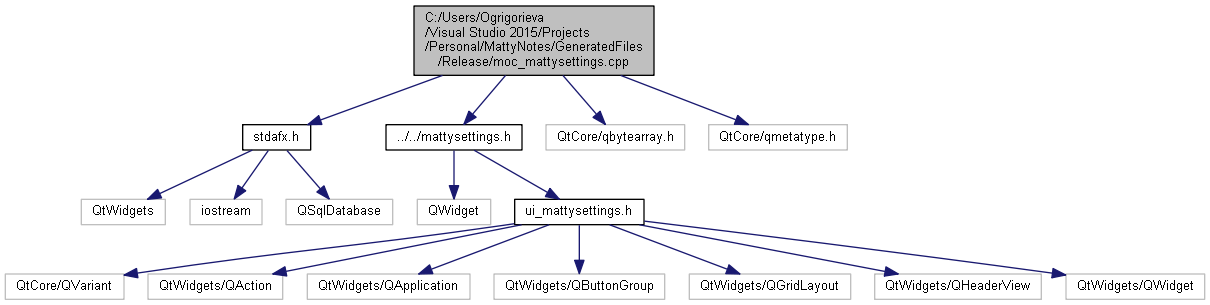 C:/Users/Ogrigorieva
/Visual Studio 2015/Projects
/Personal/MattyNotes/GeneratedFiles
/Release/moc_mattysettings.cpp
stdafx.h
../../mattysettings.h
QtCore/qbytearray.h
QtCore/qmetatype.h
QtWidgets
iostream
QSqlDatabase
QWidget
ui_mattysettings.h
QtCore/QVariant
QtWidgets/QAction
QtWidgets/QApplication
QtWidgets/QButtonGroup
QtWidgets/QGridLayout
QtWidgets/QHeaderView
QtWidgets/QWidget